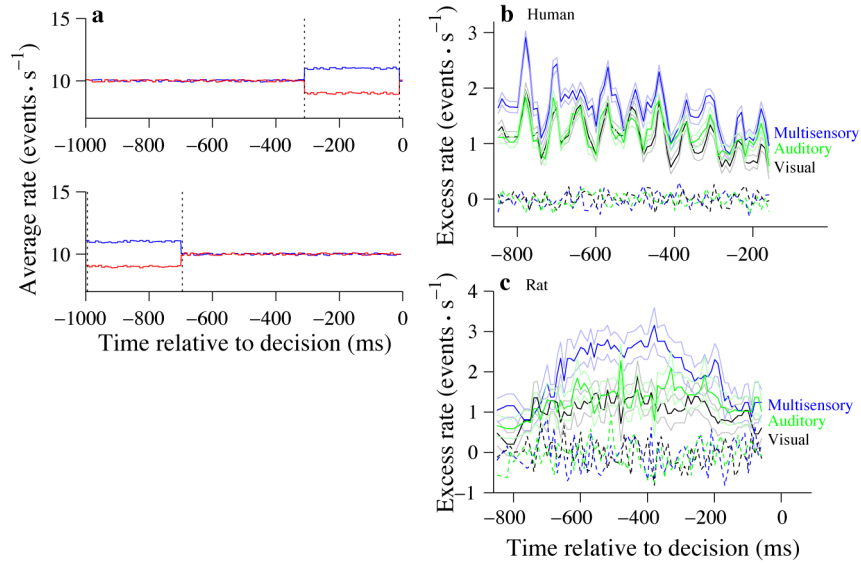 a
15
10
−1000 −800 −600 −400 −200 0
15
10
−1000 −800 −600 −400 −200 0
Time relative to decision (ms)
Average rate (events · s−1)
b Human
3
2
1
0
Multisensory
Auditory
Visual
−800 −600 −400 −200
Excess rate (events · s−1)
c Rat
4
3
2
1
0
−1
Multisensory
Auditory
Visual
−800 −600 −400 −200 0
Excess rate (events · s−1)
Time relative to decision (ms)